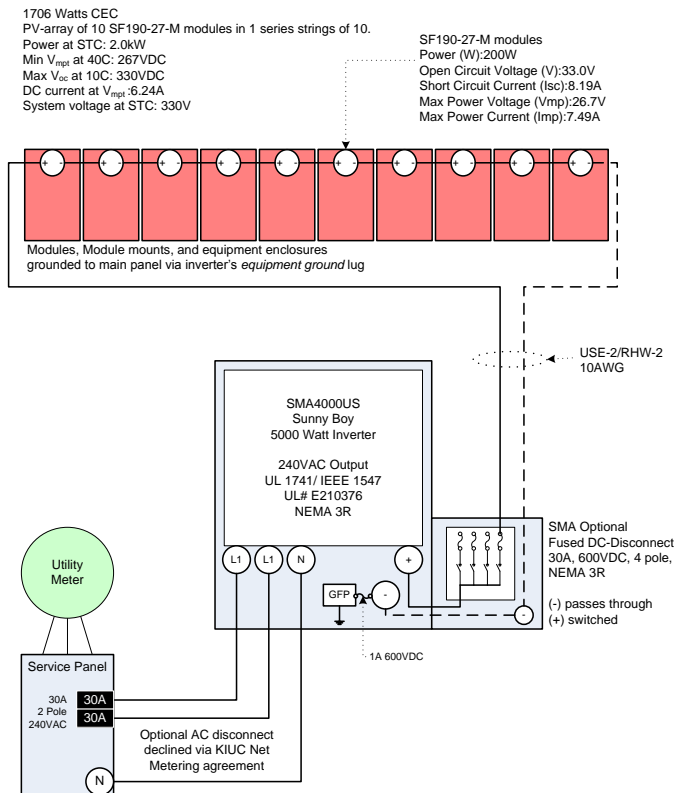 1706 Watts CEC
PV-array of 10 SF190-27-M modules in 1 series strings of 10.
Power at STC: 2.0kW
Min Vmpt at 40C: 267VDC
Max Voc at 10C: 330VDC
DC current at Vmpt :6.24A
System voltage at STC: 330V
SF190-27-M modules
Power (W):200W
Open Circuit Voltage (V):33.0V
Short Circuit Current (Isc):8.19A
Max Power Voltage (Vmp):26.7V
Max Power Current (Imp):7.49A
+ - + - + - + - + - + - + - + - + - + -
Modules, Module mounts, and equipment enclosures
grounded to main panel via inverter's equipment ground lug
USE-2/RHW-2
10AWG
SMA4000US
Sunny Boy
5000 Watt Inverter
240VAC Output
UL 1741/ IEEE 1547
UL# E210376
NEMA 3R
SMA Optional
Fused DC-Disconnect
30A, 600VDC, 4 pole,
NEMA 3R
(-) passes through
(+) switched
L1 L1 N +
GFP - -
1A 600VDC
Utility
Meter
Service Panel
30A
2 Pole
240VAC
30A
30A
Optional AC disconnect
declined via KIUC Net
Metering agreement
N